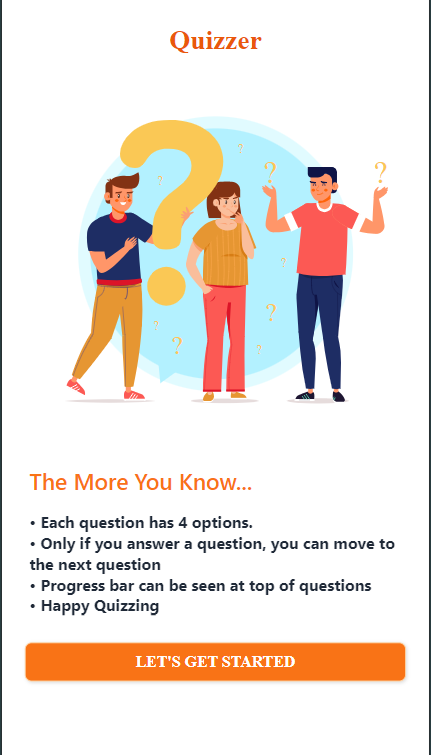 Quizzer
?
?
?
?
?
?
?
?
?
?
The More You Know...
• Each question has 4 options.
• Only if you answer a question, you can move to
the next question
• Progress bar can be seen at top of questions
• Happy Quizzing
LET'S GET STARTED